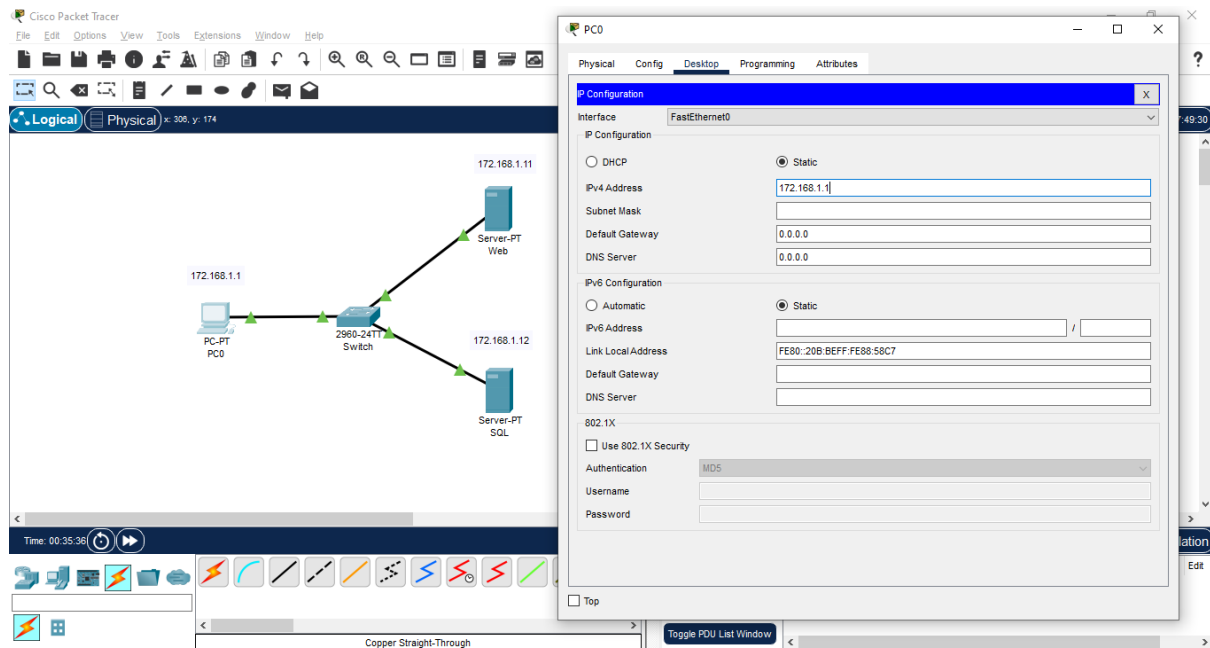 Cisco Packet Tracer
File Edit Options View Tools Extensions Window Help
?
Logical Physical x: 306, y: 174
:49:30
172.168.1.11
Server-PT
Web
172.168.1.1
PC-PT
PC0
2960-24TT
Switch
172.168.1.12
Server-PT
SQL
Time: 00:35:36
Copper Straight-Through
Toggle PDU List Window
lation
Edit
PC0
Physical Config Desktop Programming Attributes
IP Configuration X
Interface FastEthernet0
IP Configuration
DHCP Static
IPv4 Address 172.168.1.1
Subnet Mask
Default Gateway 0.0.0.0
DNS Server 0.0.0.0
IPv6 Configuration
Automatic Static
IPv6 Address /
Link Local Address FE80::20B:BEFF:FE88:58C7
Default Gateway
DNS Server
802.1X
Use 802.1X Security
Authentication MD5
Username
Password
Top